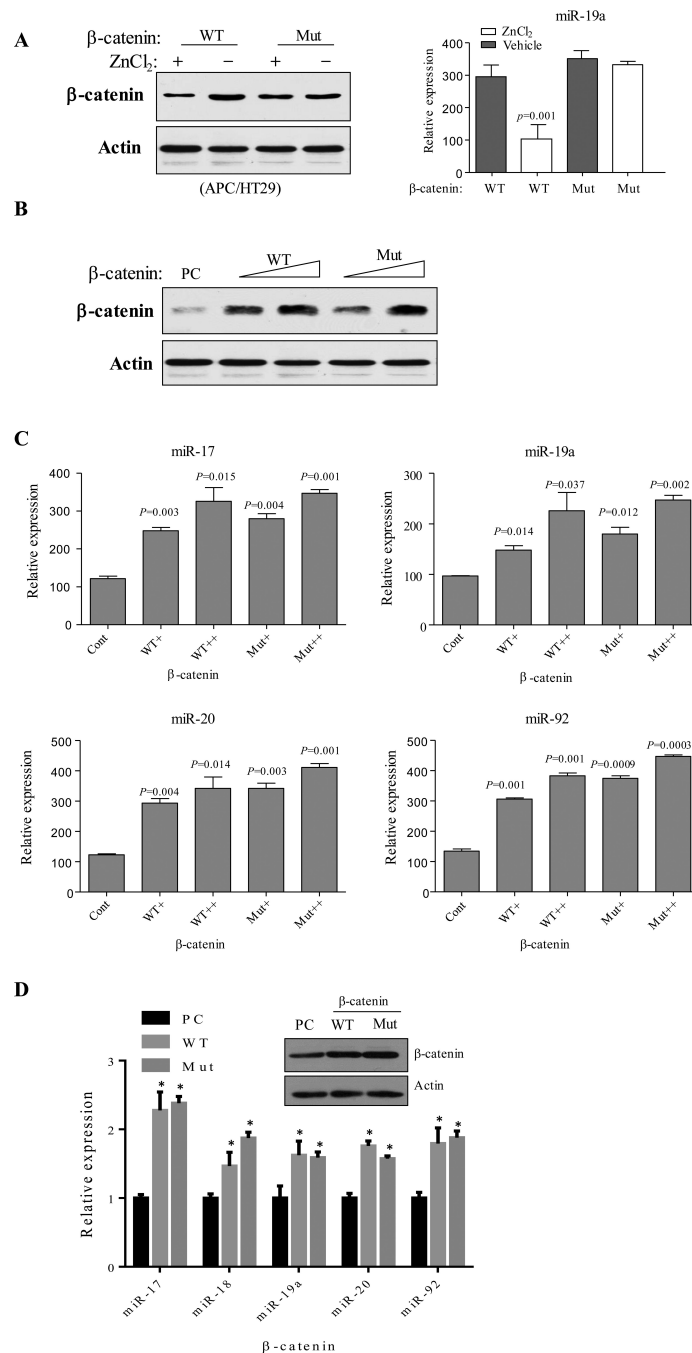 A
β-catenin: WT Mut
ZnCl2: + − + −
β-catenin
Actin
(APC/HT29)
miR-19a
ZnCl2
Vehicle
Relative expression
400
300
200
100
0
p=0.001
β-catenin: WT WT Mut Mut
B
β-catenin: PC WT Mut
β-catenin
Actin
C
miR-17
Relative expression
400
300
200
100
0
P=0.003
P=0.015
P=0.004
P=0.001
Cont WT+ WT++ Mut+ Mut++
β-catenin
miR-19a
Relative expression
300
200
100
0
P=0.014
P=0.037
P=0.012
P=0.002
Cont WT+ WT++ Mut+ Mut++
β-catenin
miR-20
Relative expression
500
400
300
200
100
0
P=0.004
P=0.014
P=0.003
P=0.001
Cont WT+ WT++ Mut+ Mut++
β-catenin
miR-92
Relative expression
500
400
300
200
100
0
P=0.001
P=0.001
P=0.0009
P=0.0003
Cont WT+ WT++ Mut+ Mut++
β-catenin
D
PC
WT
Mut
β-catenin
PC WT Mut
β-catenin
Actin
Relative expression
3
2
1
0
* * * * * * * * * *
miR-17 miR-18 miR-19a miR-20 miR-92
β-catenin